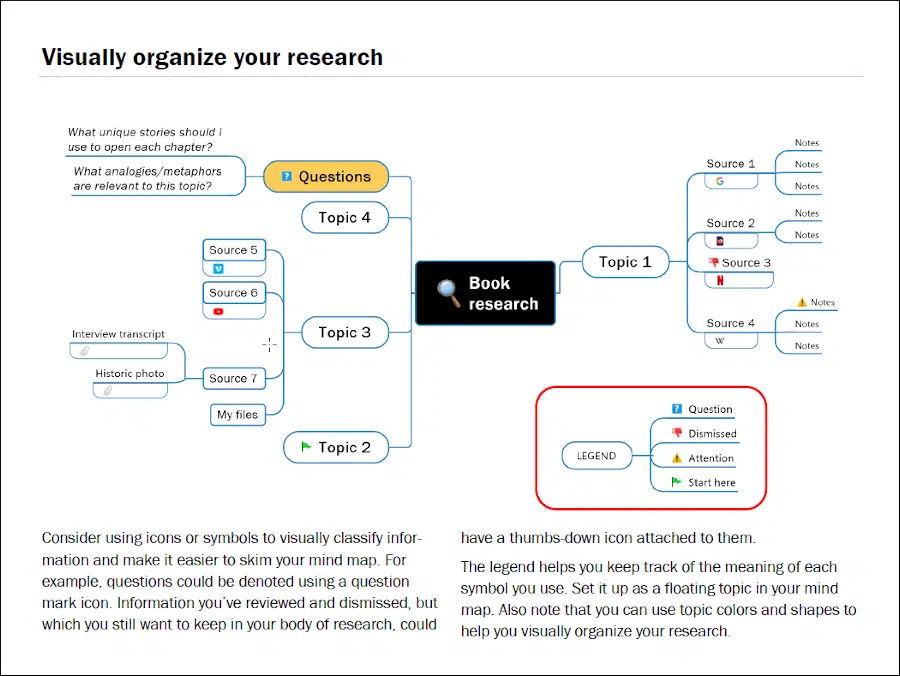 Visually organize your research
What unique stories should I
use to open each chapter?
What analogies/metaphors
are relevant to this topic?
? Questions
Topic 4
Source 5
Source 6
Topic 3
Interview transcript
Historic photo
Source 7
My files
Topic 2
Book
research
Topic 1
Source 1
G
Notes
Notes
Notes
Source 2
Notes
Notes
Source 3
N
Source 4
W
Notes
Notes
Notes
LEGEND
? Question
Dismissed
Attention
Start here
Consider using icons or symbols to visually classify infor-
mation and make it easier to skim your mind map. For
example, questions could be denoted using a question
mark icon. Information you’ve reviewed and dismissed, but
which you still want to keep in your body of research, could
have a thumbs-down icon attached to them.
The legend helps you keep track of the meaning of each
symbol you use. Set it up as a floating topic in your mind
map. Also note that you can use topic colors and shapes to
help you visually organize your research.